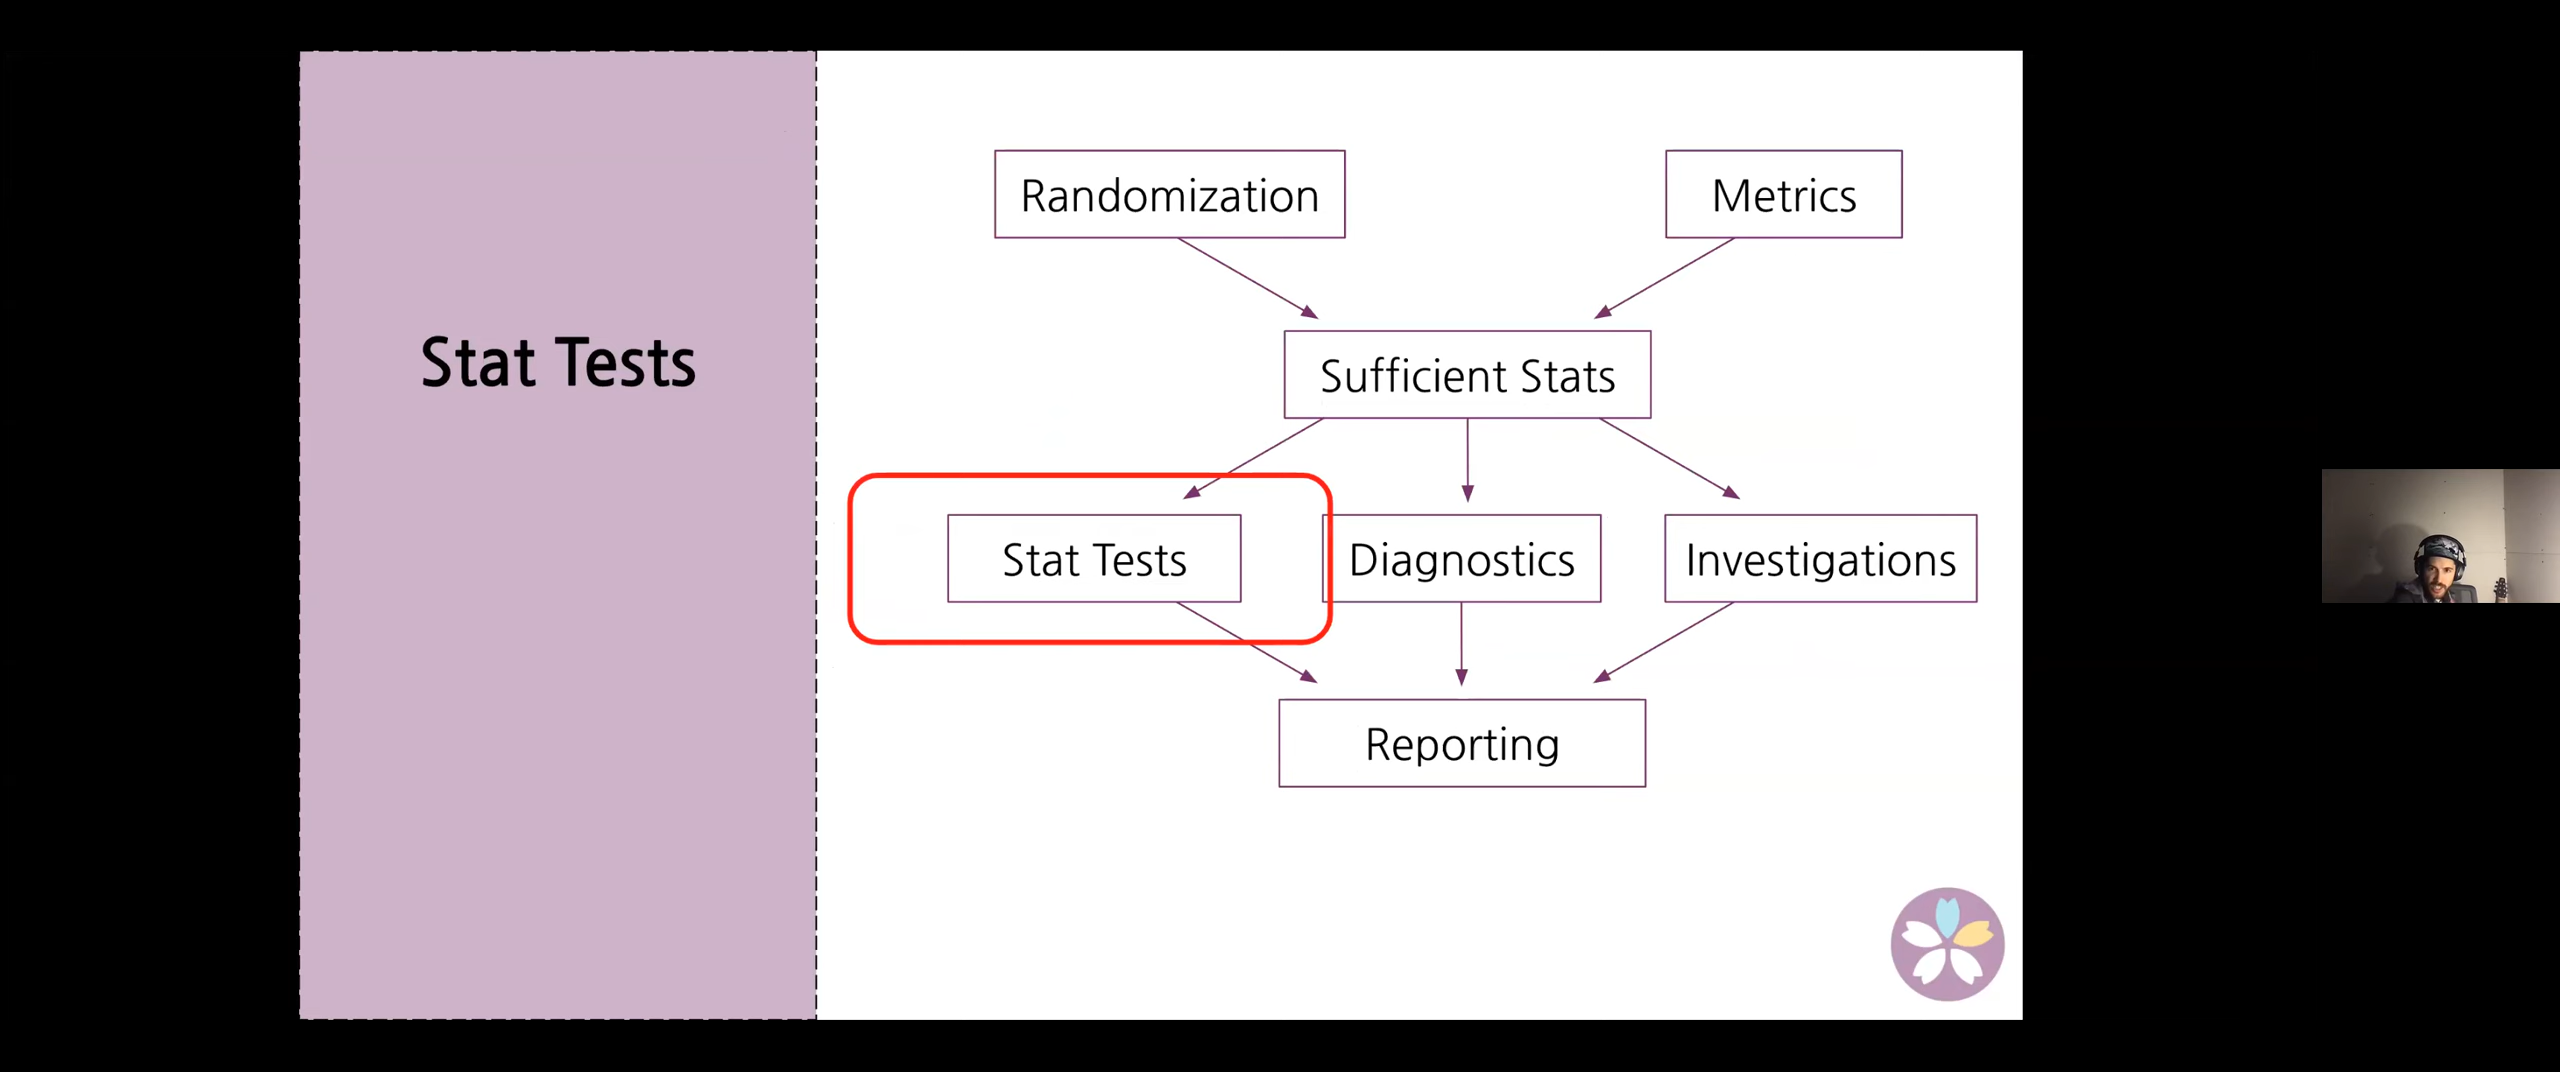 Stat Tests
Randomization
Metrics
Sufficient Stats
Stat Tests
Diagnostics
Investigations
Reporting